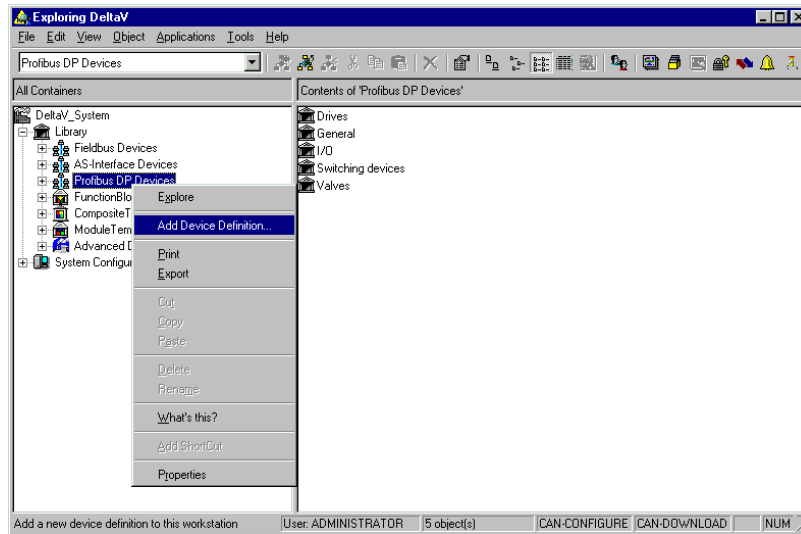 Exploring DeltaV
File Edit View Object Applications Tools Help
Profibus DP Devices
All Containers
Contents of 'Profibus DP Devices'
DeltaV_System
Library
Fieldbus Devices
AS-Interface Devices
Profibus DP Devices
FunctionBlo
CompositeT
ModuleTem
Advanced D
System Configur
Explore
Add Device Definition...
Print
Export
Cut
Copy
Paste
Delete
Rename
What's this?
Add ShortCut
Properties
Drives
General
I/O
Switching devices
Valves
Add a new device definition to this workstation
User: ADMINISTRATOR
5 object(s)
CAN-CONFIGURE
CAN-DOWNLOAD
NUM